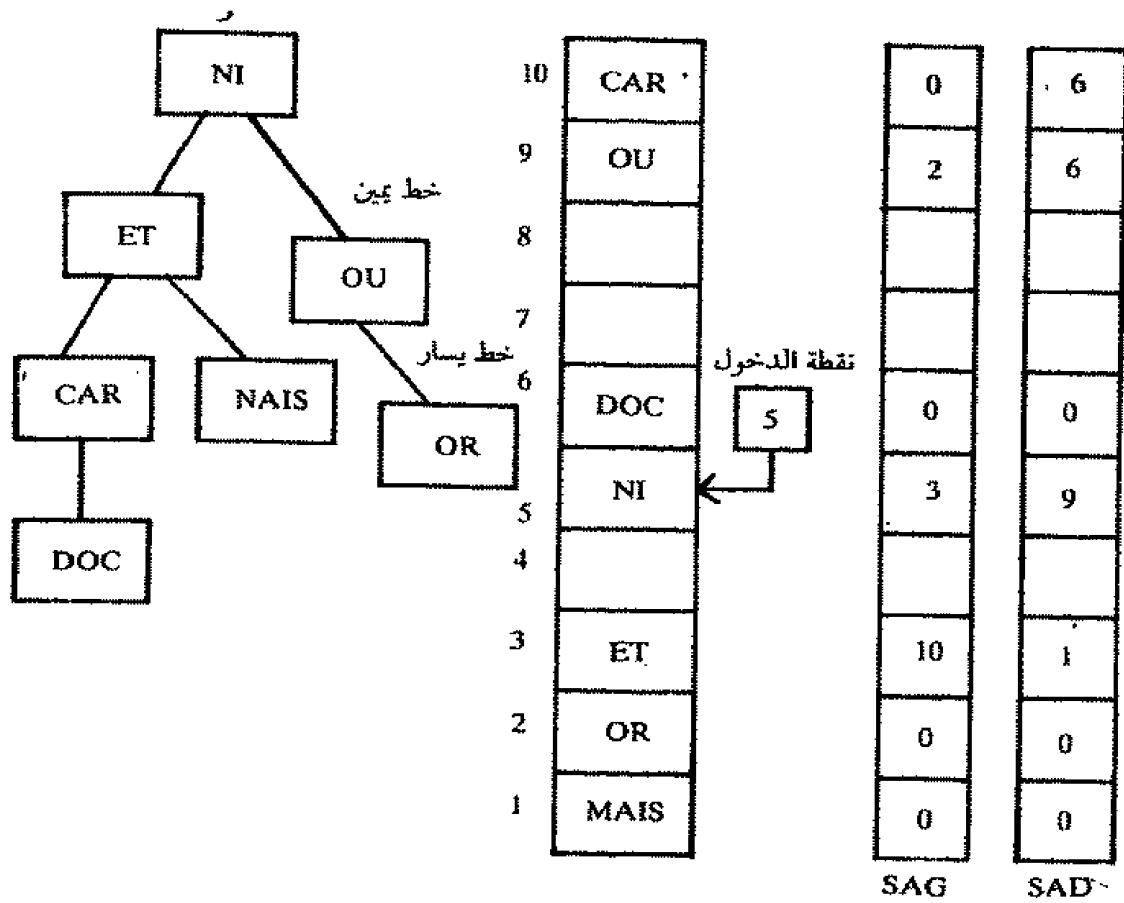 و
NI
ET
خط يمين
OU
CAR
NAIS
خط يسار
OR
DOC
10 CAR 0 6
9 OU 2 6
8
7
6 DOC 0 0
نقطة الدخول
5
5 NI 3 9
4
3 ET 10 1
2 OR 0 0
1 MAIS 0 0
SAG SAD